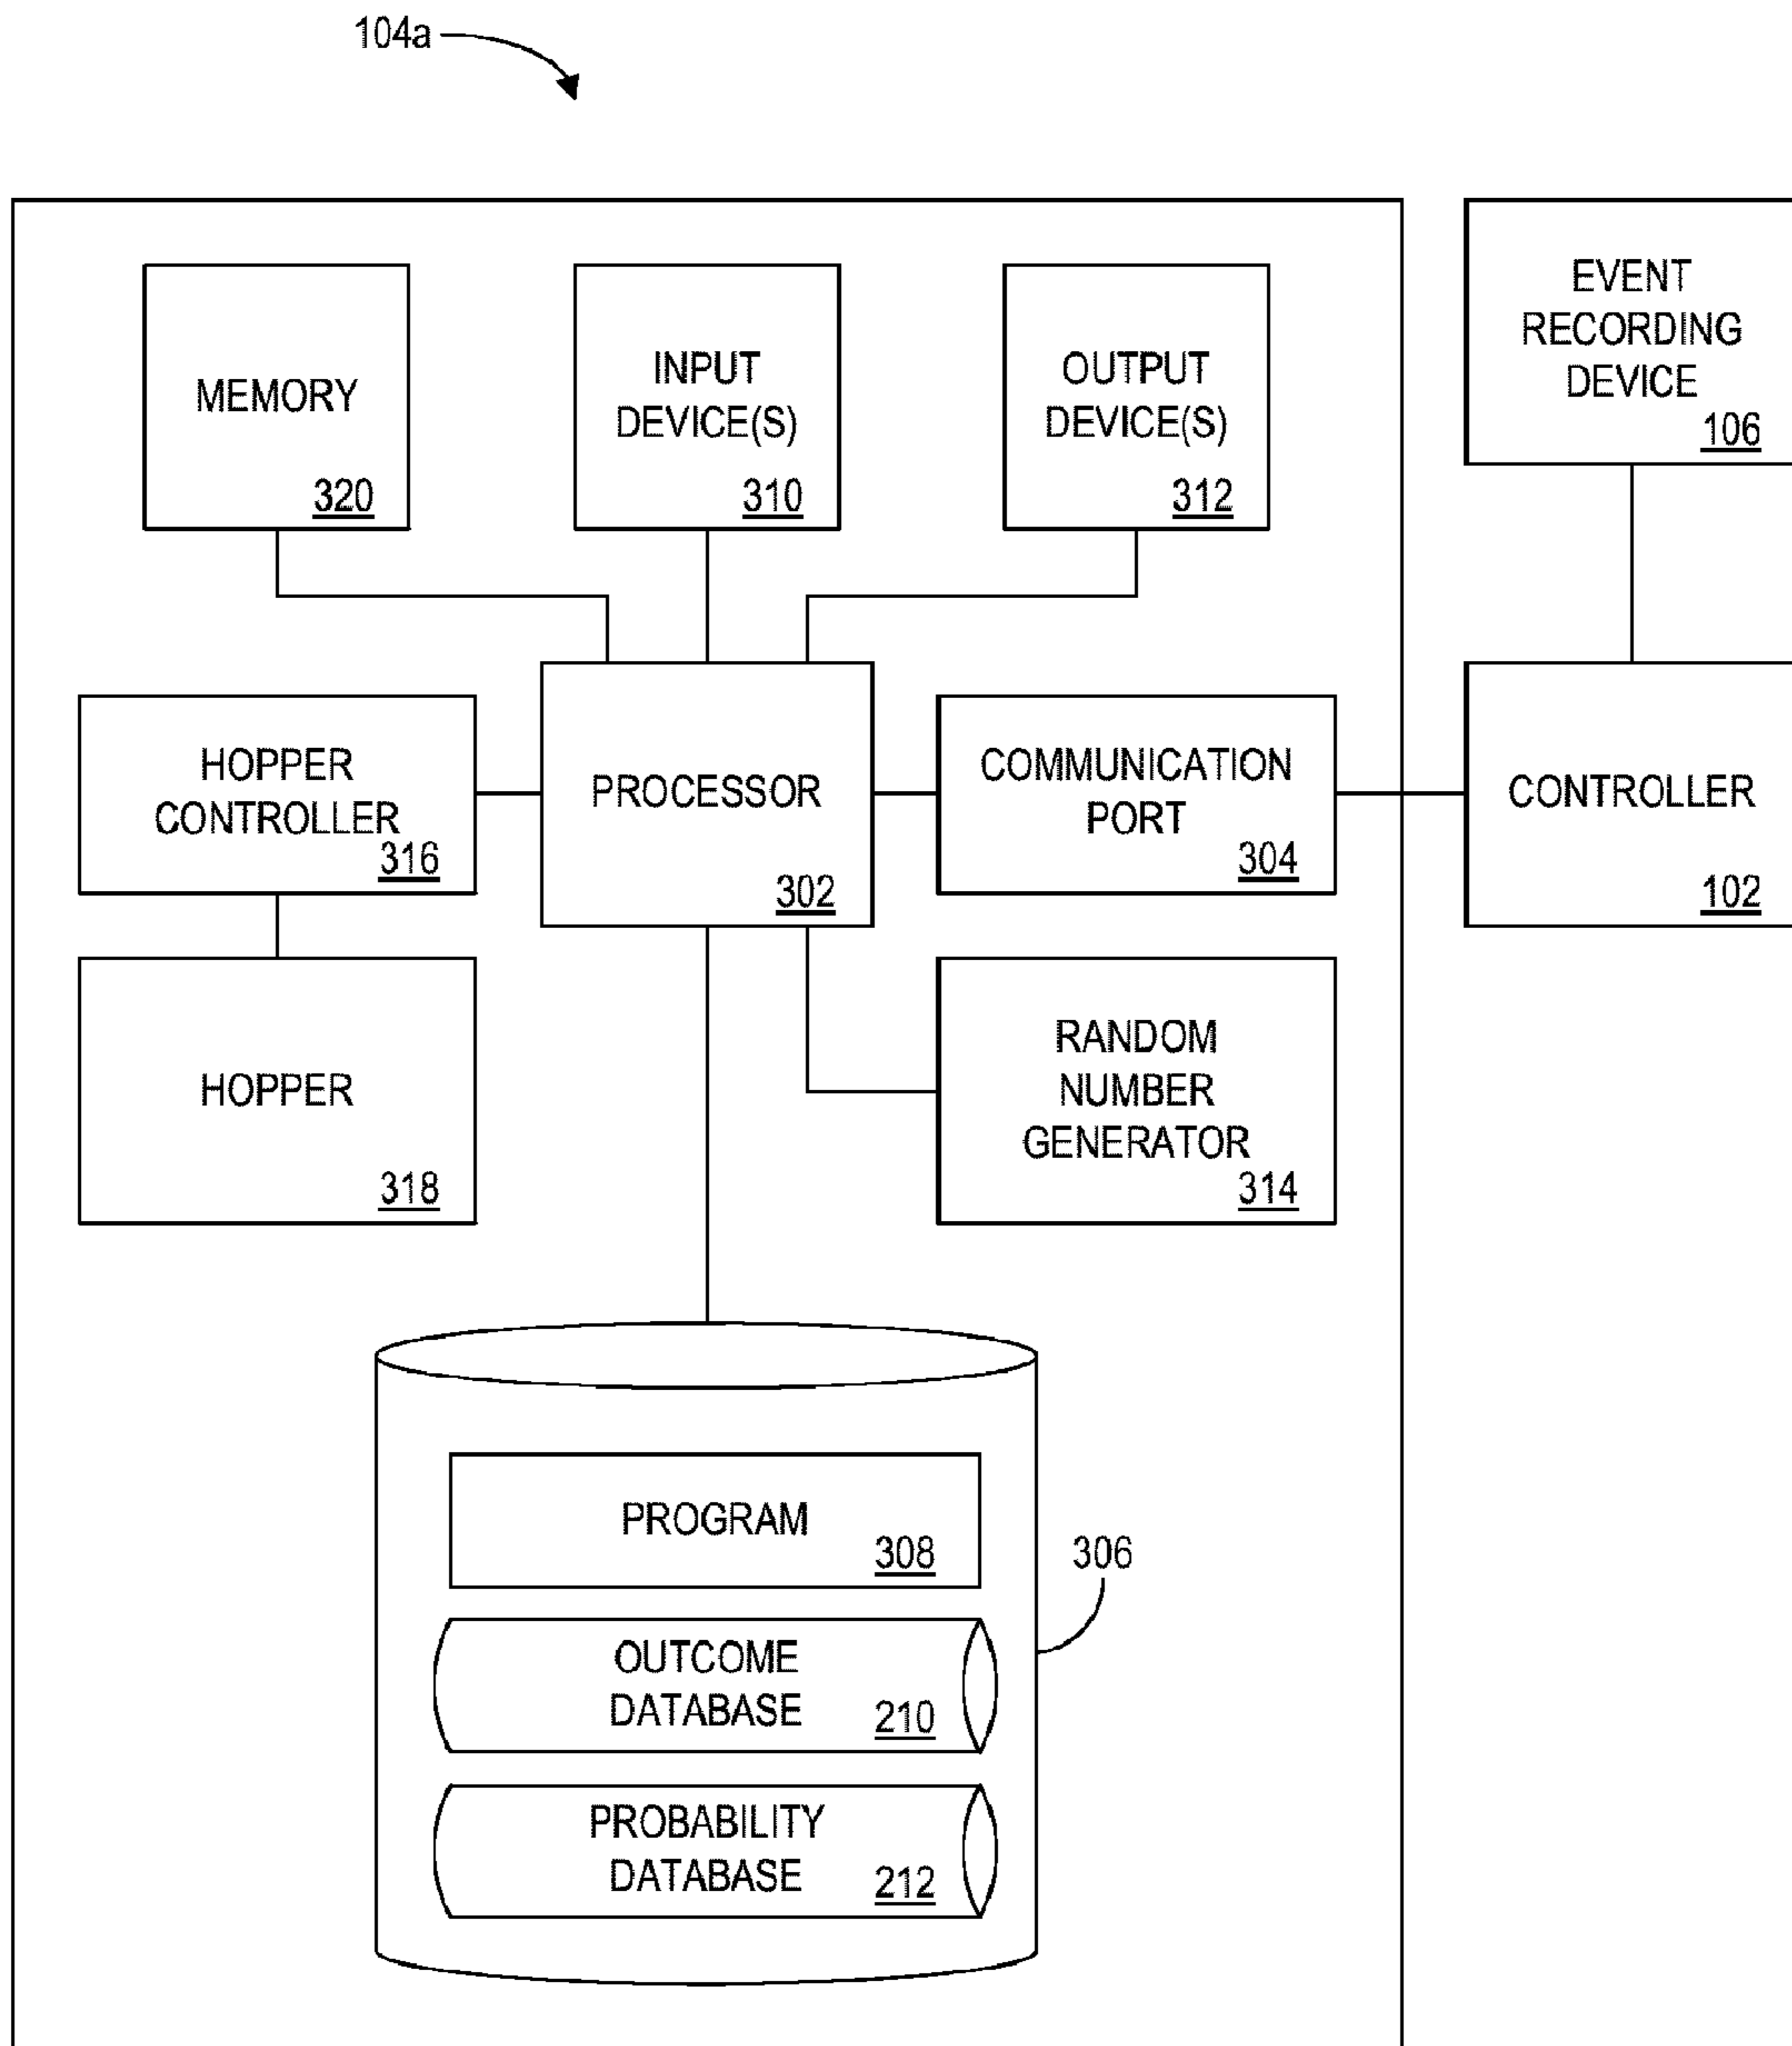 104a
MEMORY
320
INPUT
DEVICE(S)
310
OUTPUT
DEVICE(S)
312
EVENT
RECORDING
DEVICE
106
HOPPER
CONTROLLER
316
PROCESSOR
302
COMMUNICATION
PORT
304
CONTROLLER
102
HOPPER
318
RANDOM
NUMBER
GENERATOR
314
PROGRAM
308
306
OUTCOME
DATABASE
210
PROBABILITY
DATABASE
212